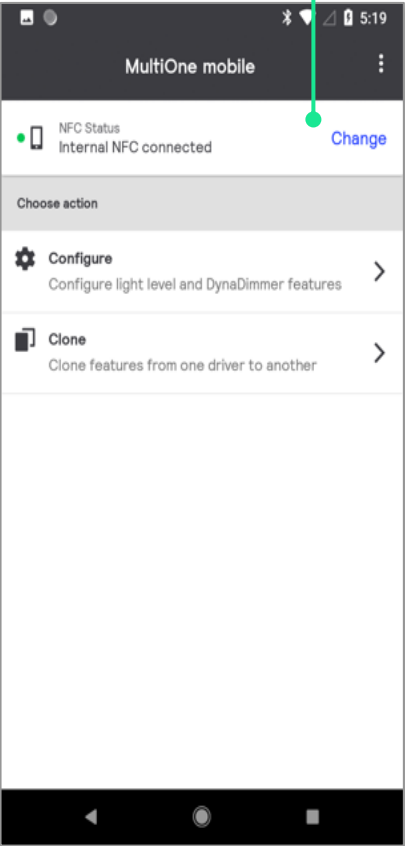 5:19
MultiOne mobile
NFC Status
Internal NFC connected
Change
Choose action
Configure
Configure light level and DynaDimmer features
Clone
Clone features from one driver to another